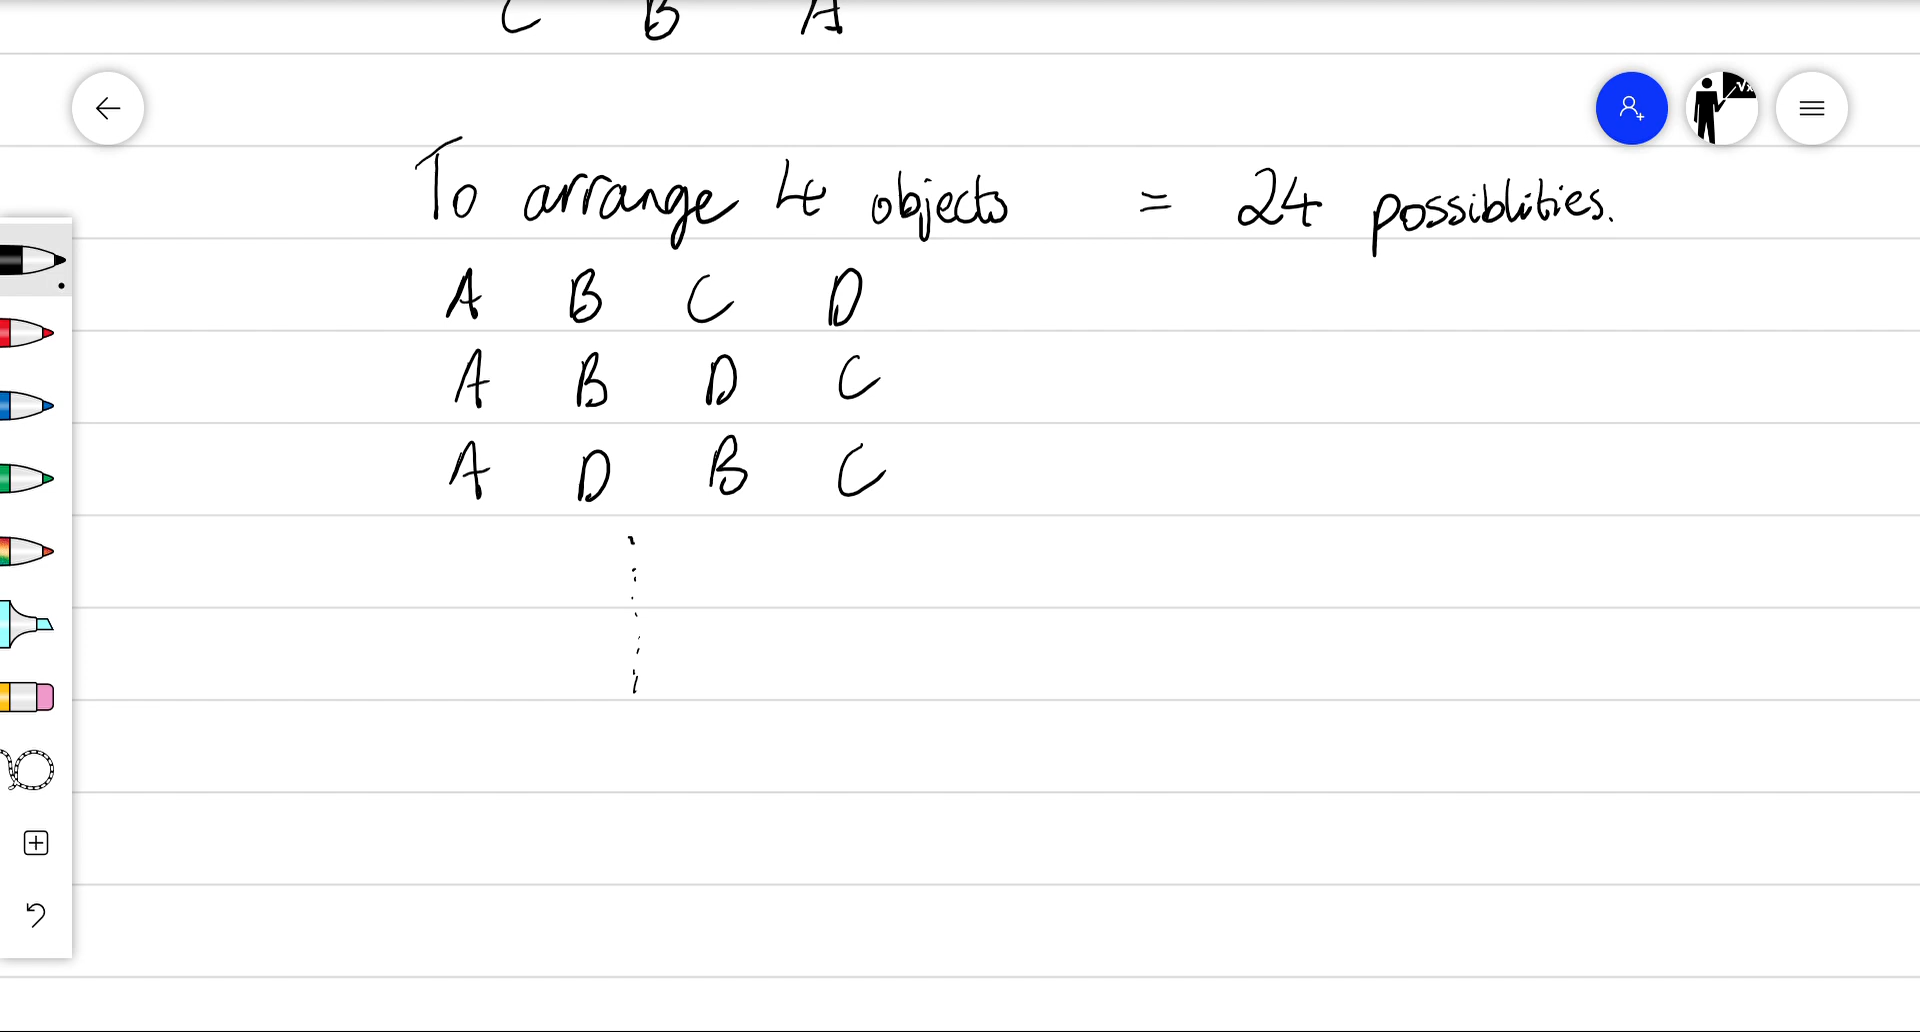 C B A
√x
To arrange 4 objects = 24 possiblities.
A B C D
A B D C
A D B C